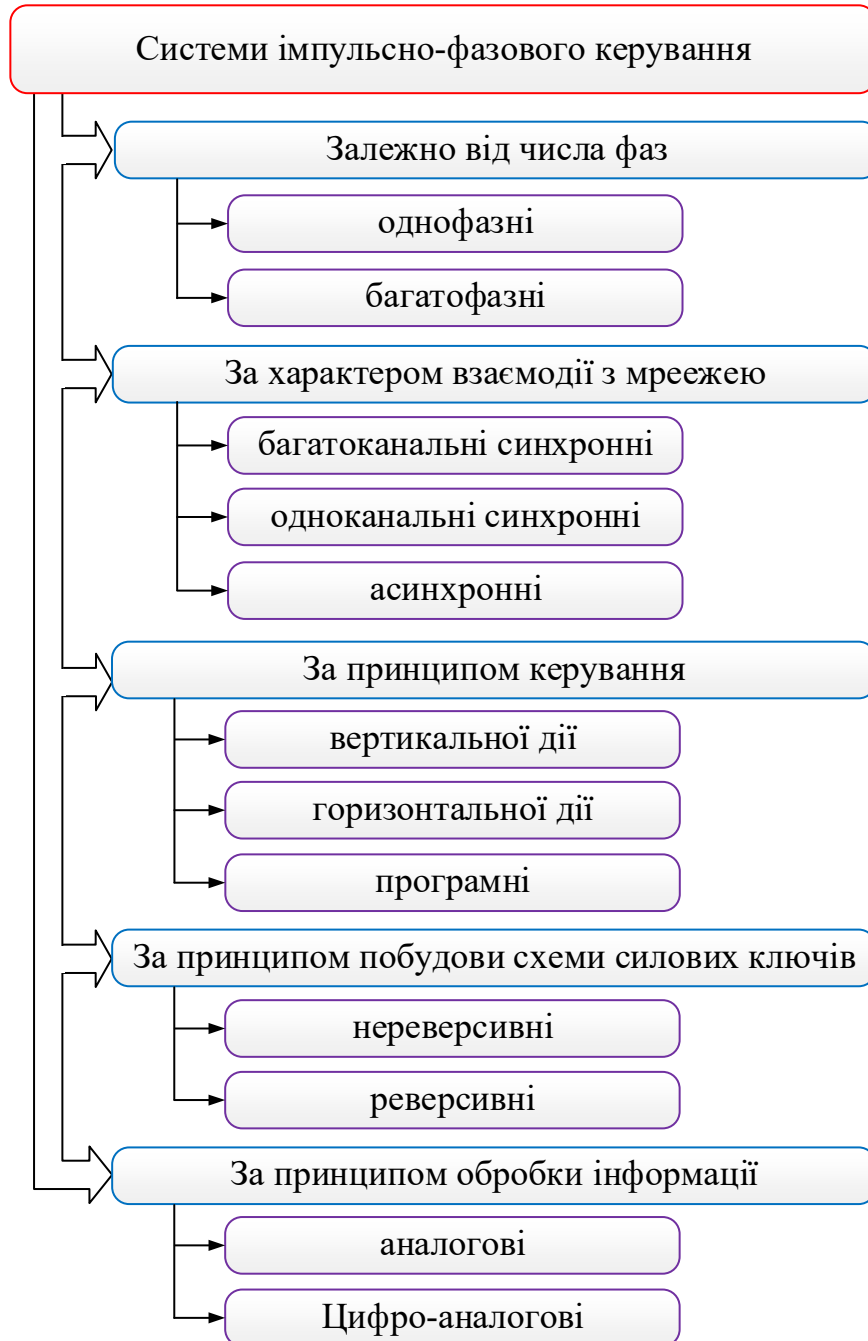 Системи імпульсно-фазового керування
Залежно від числа фаз
однофазні
багатофазні
За характером взаємодії з мреежею
багатоканальні синхронні
одноканальні синхронні
асинхронні
За принципом керування
вертикальної дії
горизонтальної дії
програмні
За принципом побудови схеми силових ключів
нереверсивні
реверсивні
За принципом обробки інформації
аналогові
Цифро-аналогові